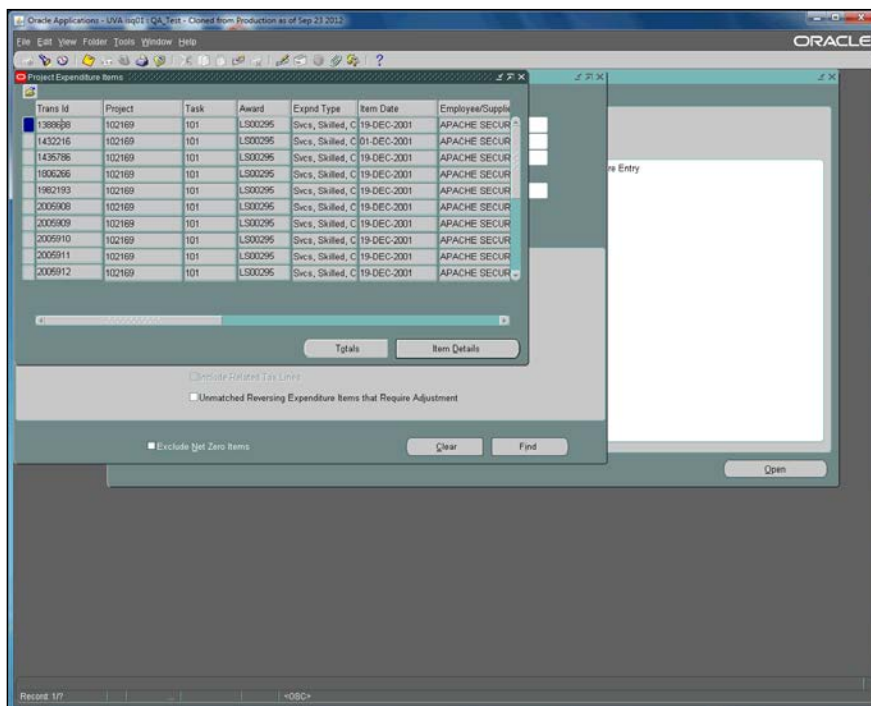 Oracle Applications - UVA isq01 : QA_Test - Cloned from Production as of Sep 23 2012
File Edit View Folder Tools Window Help
ORACLE
Project Expenditure Items
Trans Id Project Task Award Expnd Type Item Date Employee/Supplie
102169 101 LS00295 Svcs, Skilled, C 19-DEC-2001 APACHE SECUR
1432216 102169 101 LS00295 Svcs, Skilled, C 01-DEC-2001 APACHE SECUR
1435786 102169 101 LS00295 Svcs, Skilled, C 19-DEC-2001 APACHE SECUR
1806266 102169 101 LS00295 Svcs, Skilled, C 19-DEC-2001 APACHE SECUR
1962193 102169 101 LS00295 Svcs, Skilled, C 19-DEC-2001 APACHE SECUR
2005908 102169 101 LS00295 Svcs, Skilled, C 19-DEC-2001 APACHE SECUR
2005909 102169 101 LS00295 Svcs, Skilled, C 19-DEC-2001 APACHE SECUR
2005910 102169 101 LS00295 Svcs, Skilled, C 19-DEC-2001 APACHE SECUR
2005911 102169 101 LS00295 Svcs, Skilled, C 19-DEC-2001 APACHE SECUR
2005912 102169 101 LS00295 Svcs, Skilled, C 19-DEC-2001 APACHE SECUR
re Entry
Totals Item Details
Include Related Tax Lines
Unmatched Reversing Expenditure Items that Require Adjustment
Exclude Net Zero Items Clear Find
Open
Record: 1/? ... <OSC>